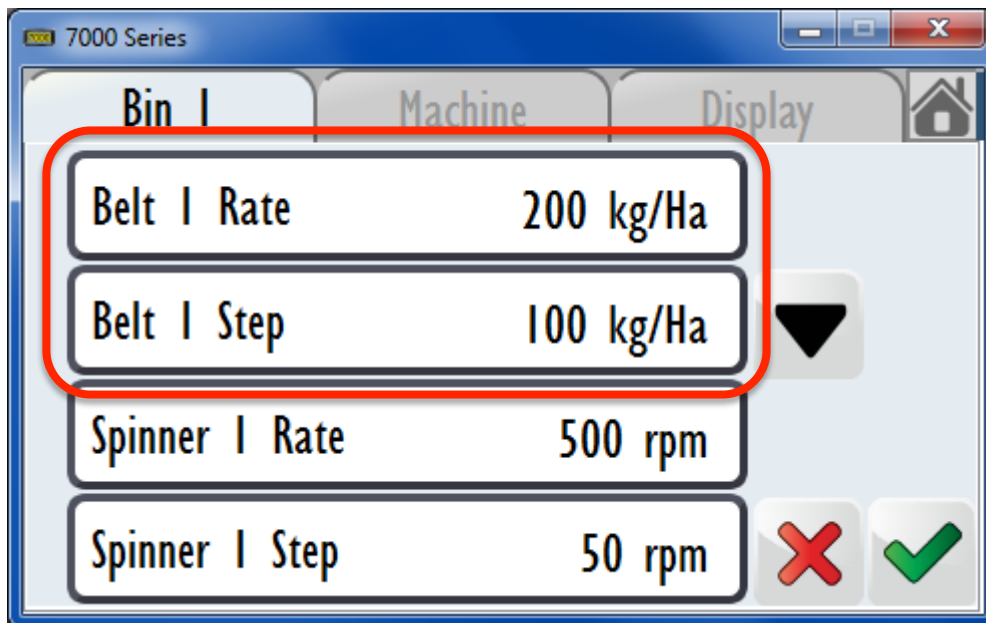 7000 Series
Bin 1 Machine Display
Belt 1 Rate 200 kg/Ha
Belt 1 Step 100 kg/Ha
Spinner 1 Rate 500 rpm
Spinner 1 Step 50 rpm